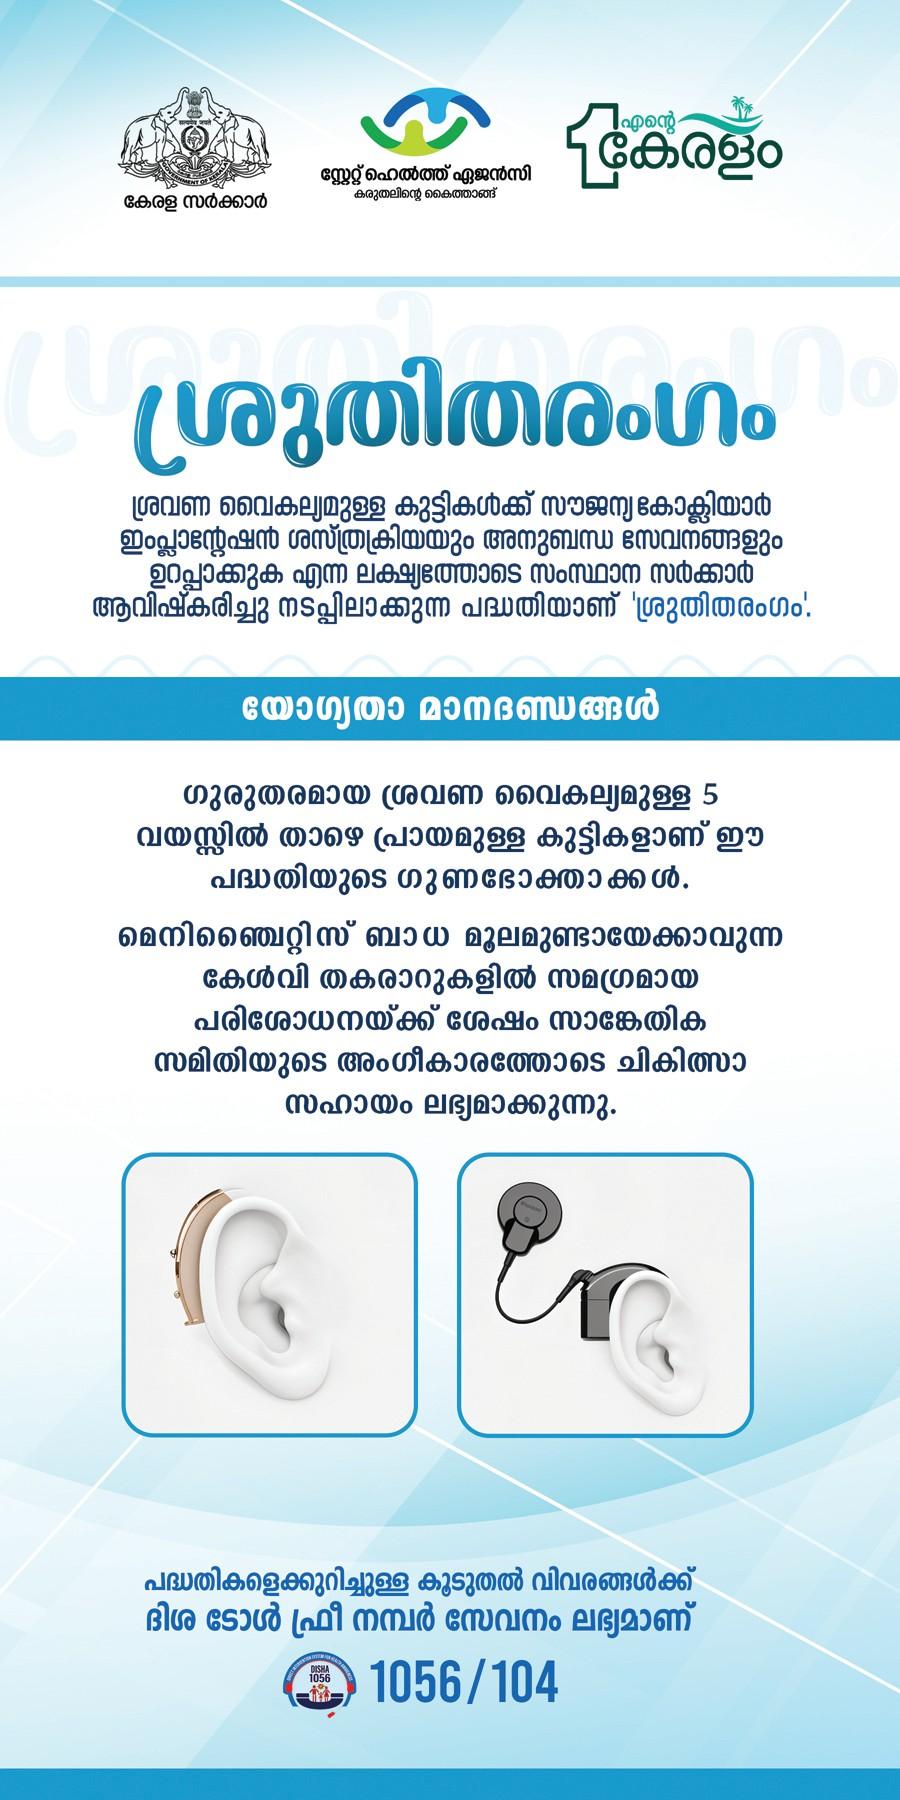 കേരള സർക്കാർ
സ്റ്റേറ്റ് ഹെൽത്ത് ഏജൻസി
കരുതലിന്റെ കൈത്താങ്ങ്
എന്റെ
കേരളം
ശ്രുതിതരംഗം
ശ്രവണ വൈകല്യമുള്ള കുട്ടികൾക്ക് സൗജന്യ കോക്ലിയാർ
ഇംപ്ലാന്റേഷൻ ശസ്ത്രക്രിയയും അനുബന്ധ സേവനങ്ങളും
ഉറപ്പാക്കുക എന്ന ലക്ഷ്യത്തോടെ സംസ്ഥാന സർക്കാർ
ആവിഷ്കരിച്ചു നടപ്പിലാക്കുന്ന പദ്ധതിയാണ് 'ശ്രുതിതരംഗം'.
യോഗ്യതാ മാനദണ്ഡങ്ങൾ
ഗുരുതരമായ ശ്രവണ വൈകല്യമുള്ള 5
വയസ്സിൽ താഴെ പ്രായമുള്ള കുട്ടികളാണ് ഈ
പദ്ധതിയുടെ ഗുണഭോക്താക്കൾ.
മെനിഞ്ചൈറ്റിസ് ബാധ മൂലമുണ്ടായേക്കാവുന്ന
കേൾവി തകരാറുകളിൽ സമഗ്രമായ
പരിശോധനയ്ക്ക് ശേഷം സാങ്കേതിക
സമിതിയുടെ അംഗീകാരത്തോടെ ചികിത്സാ
സഹായം ലഭ്യമാക്കുന്നു.
പദ്ധതികളെക്കുറിച്ചുള്ള കൂടുതൽ വിവരങ്ങൾക്ക്
ദിശ ടോൾ ഫ്രീ നമ്പർ സേവനം ലഭ്യമാണ്
DISHA
1056
1056/104